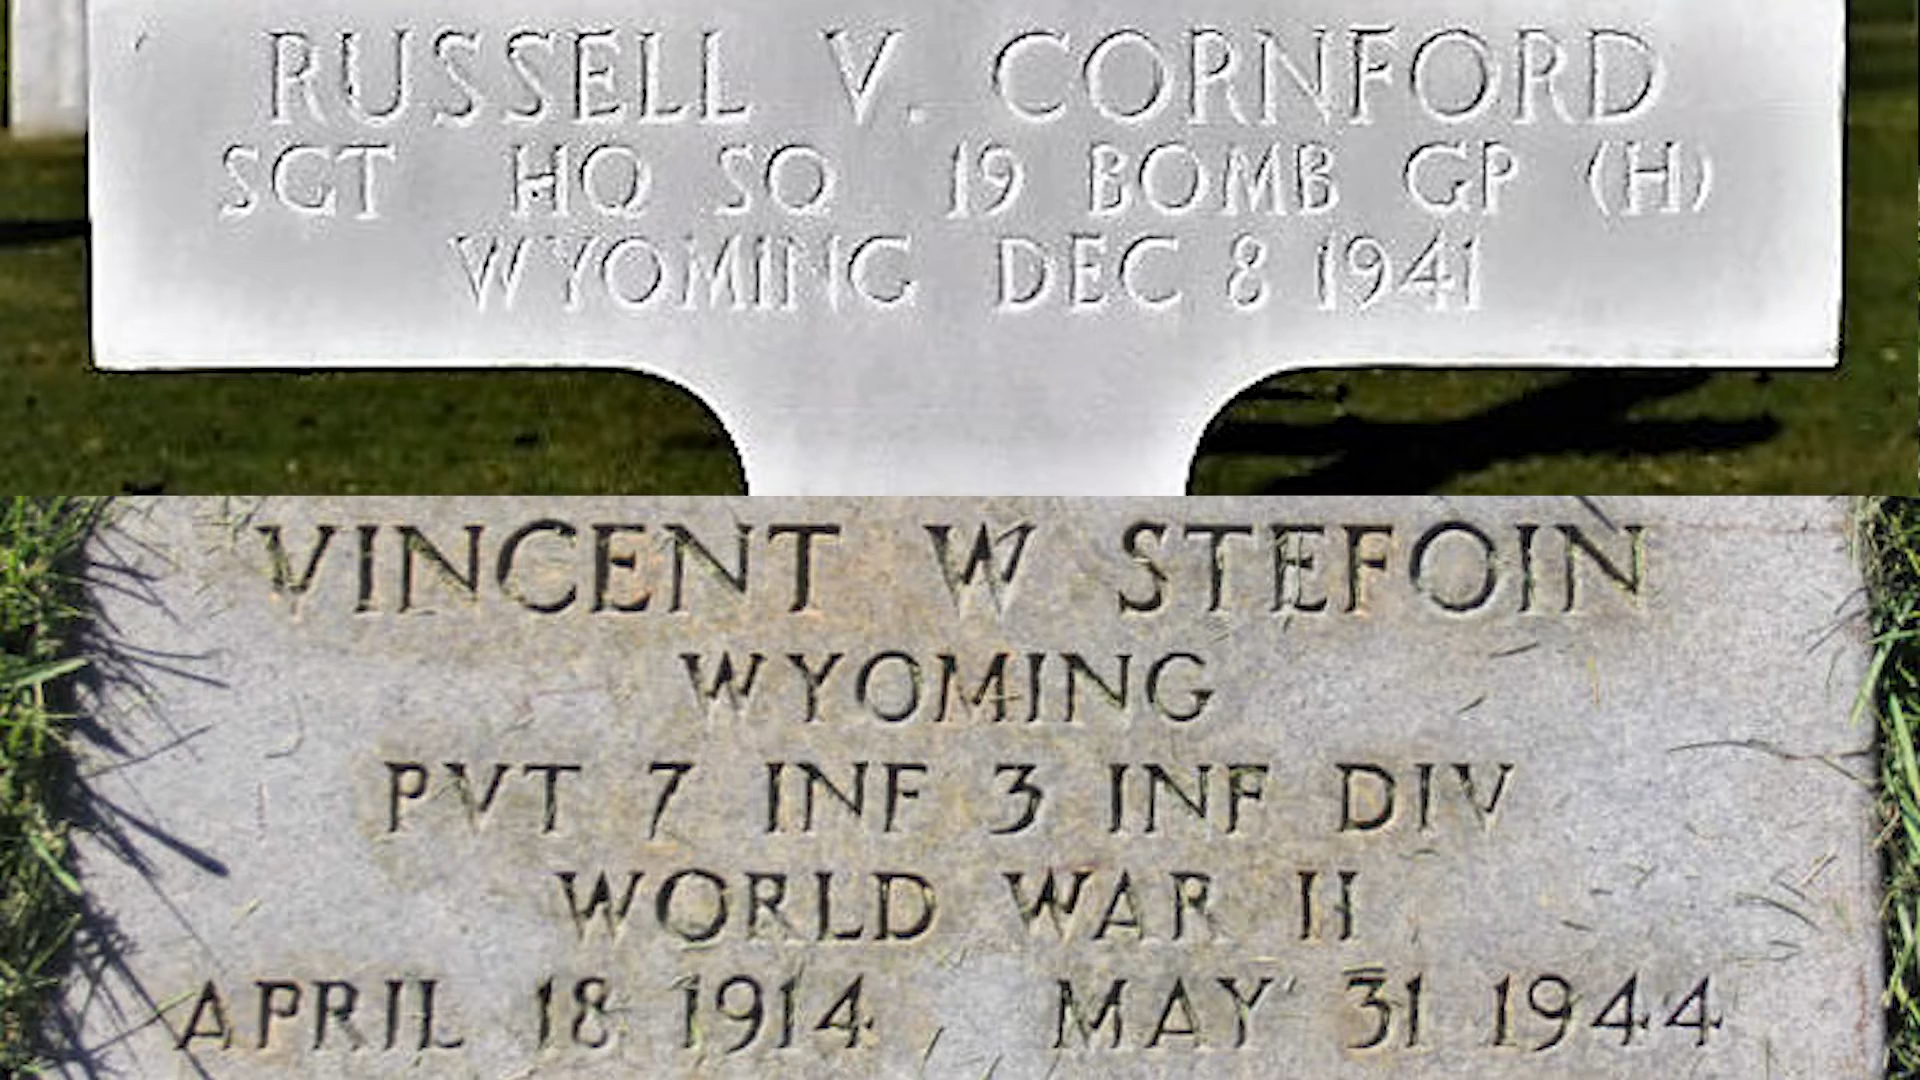 RUSSELL V. CORNFORD
SGT HQ SQ 19 BOMB GP (H)
WYOMING DEC 8 1941
VINCENT W STEFOIN
WYOMING
PVT 7 INF 3 INF DIV
WORLD WAR II
APRIL 18 1914 MAY 31 1944